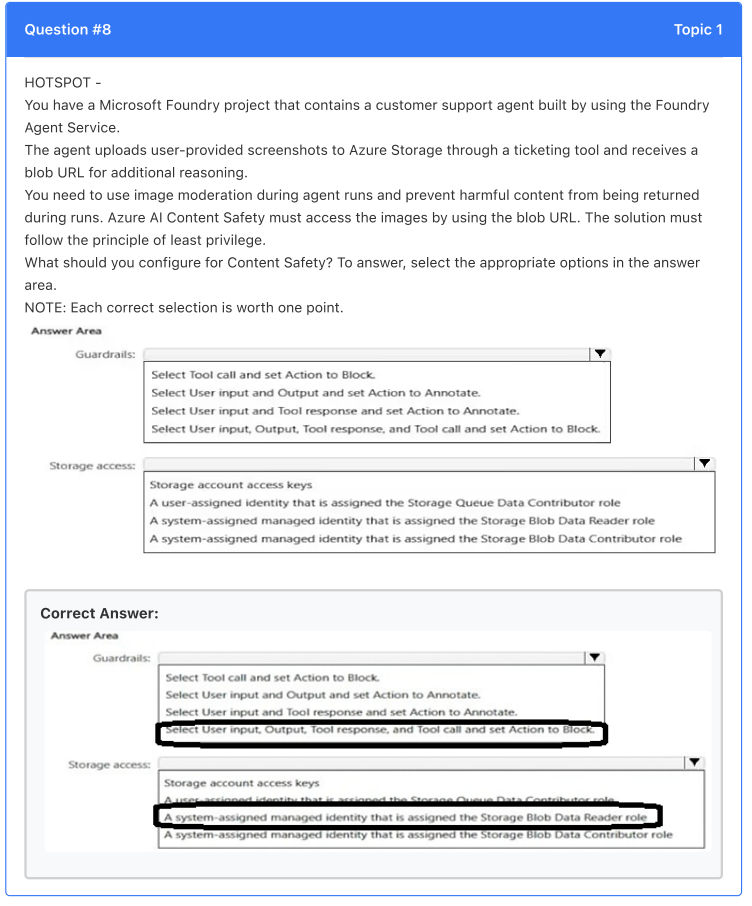 Question #8
Topic 1
HOTSPOT -
You have a Microsoft Foundry project that contains a customer support agent built by using the Foundry
Agent Service.
The agent uploads user-provided screenshots to Azure Storage through a ticketing tool and receives a
blob URL for additional reasoning.
You need to use image moderation during agent runs and prevent harmful content from being returned
during runs. Azure AI Content Safety must access the images by using the blob URL. The solution must
follow the principle of least privilege.
What should you configure for Content Safety? To answer, select the appropriate options in the answer
area.
NOTE: Each correct selection is worth one point.
Answer Area
Guardrails:
Select Tool call and set Action to Block.
Select User input and Output and set Action to Annotate.
Select User input and Tool response and set Action to Annotate.
Select User input, Output, Tool response, and Tool call and set Action to Block.
Storage access:
Storage account access keys
A user-assigned identity that is assigned the Storage Queue Data Contributor role
A system-assigned managed identity that is assigned the Storage Blob Data Reader role
A system-assigned managed identity that is assigned the Storage Blob Data Contributor role
Correct Answer:
Answer Area
Guardrails:
Select Tool call and set Action to Block.
Select User input and Output and set Action to Annotate.
Select User input and Tool response and set Action to Annotate.
Select User input, Output, Tool response, and Tool call and set Action to Block.
Storage access:
Storage account access keys
A user-assigned identity that is assigned the Storage Queue Data Contributor role
A system-assigned managed identity that is assigned the Storage Blob Data Reader role
A system-assigned managed identity that is assigned the Storage Blob Data Contributor role